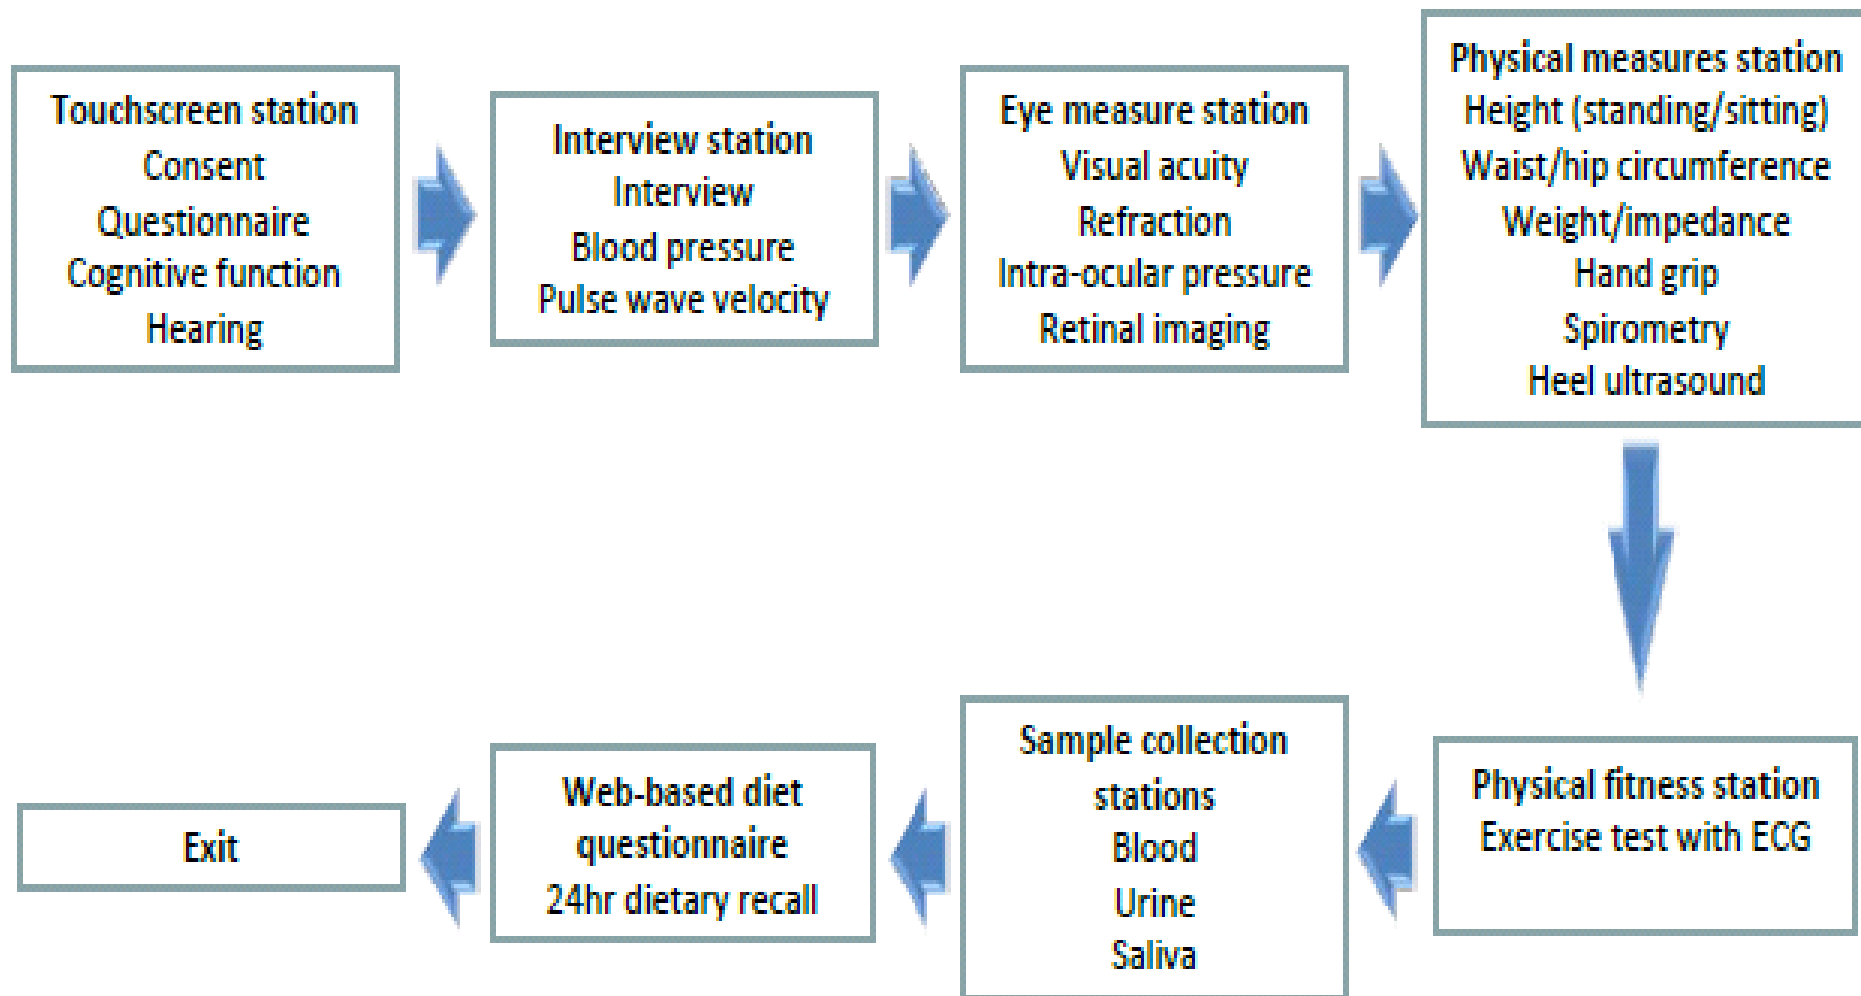 Touchscreen station
Consent
Questionnaire
Cognitive function
Hearing
Interview station
Interview
Blood pressure
Pulse wave velocity
Eye measure station
Visual acuity
Refraction
Intra-ocular pressure
Retinal imaging
Physical measures station
Height (standing/sitting)
Waist/hip circumference
Weight/impedance
Hand grip
Spirometry
Heel ultrasound
Physical fitness station
Exercise test with ECG
Sample collection
stations
Blood
Urine
Saliva
Web-based diet
questionnaire
24hr dietary recall
Exit